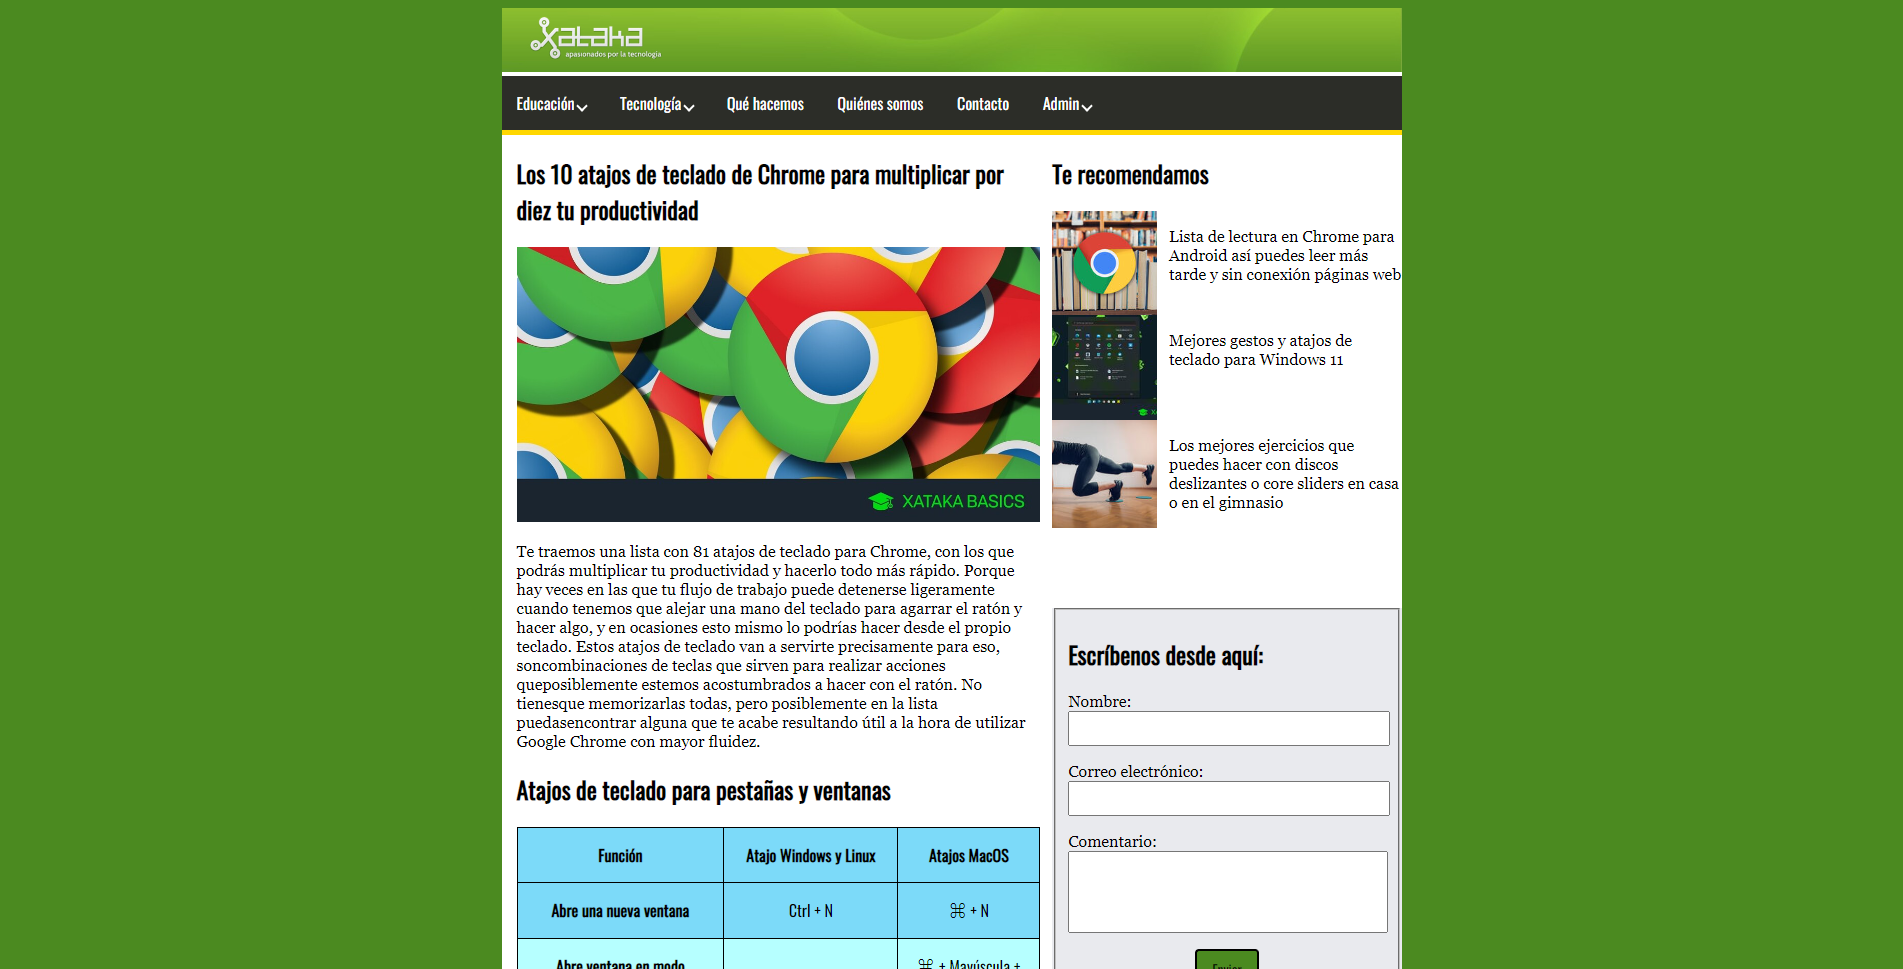 xataka
apasionados por la tecnología
Educación Tecnología Qué hacemos Quiénes somos Contacto Admin
Los 10 atajos de teclado de Chrome para multiplicar por
diez tu productividad
XATAKA BASICS
Te traemos una lista con 81 atajos de teclado para Chrome, con los que
podrás multiplicar tu productividad y hacerlo todo más rápido. Porque
hay veces en las que tu flujo de trabajo puede detenerse ligeramente
cuando tenemos que alejar una mano del teclado para agarrar el ratón y
hacer algo, y en ocasiones esto mismo lo podrías hacer desde el propio
teclado. Estos atajos de teclado van a servirte precisamente para eso,
soncombinaciones de teclas que sirven para realizar acciones
queposiblemente estemos acostumbrados a hacer con el ratón. No
tienesque memorizarlas todas, pero posiblemente en la lista
puedasencontrar alguna que te acabe resultando útil a la hora de utilizar
Google Chrome con mayor fluidez.
Atajos de teclado para pestañas y ventanas
Función Atajo Windows y Linux Atajos MacOS
Abre una nueva ventana Ctrl + N ⌘ + N
Abre ventana en modo ⌘ + Mayúscula +
Te recomendamos
Lista de lectura en Chrome para
Android así puedes leer más
tarde y sin conexión páginas web
Mejores gestos y atajos de
teclado para Windows 11
Los mejores ejercicios que
puedes hacer con discos
deslizantes o core sliders en casa
o en el gimnasio
Escríbenos desde aquí:
Nombre:
Correo electrónico:
Comentario:
Enviar